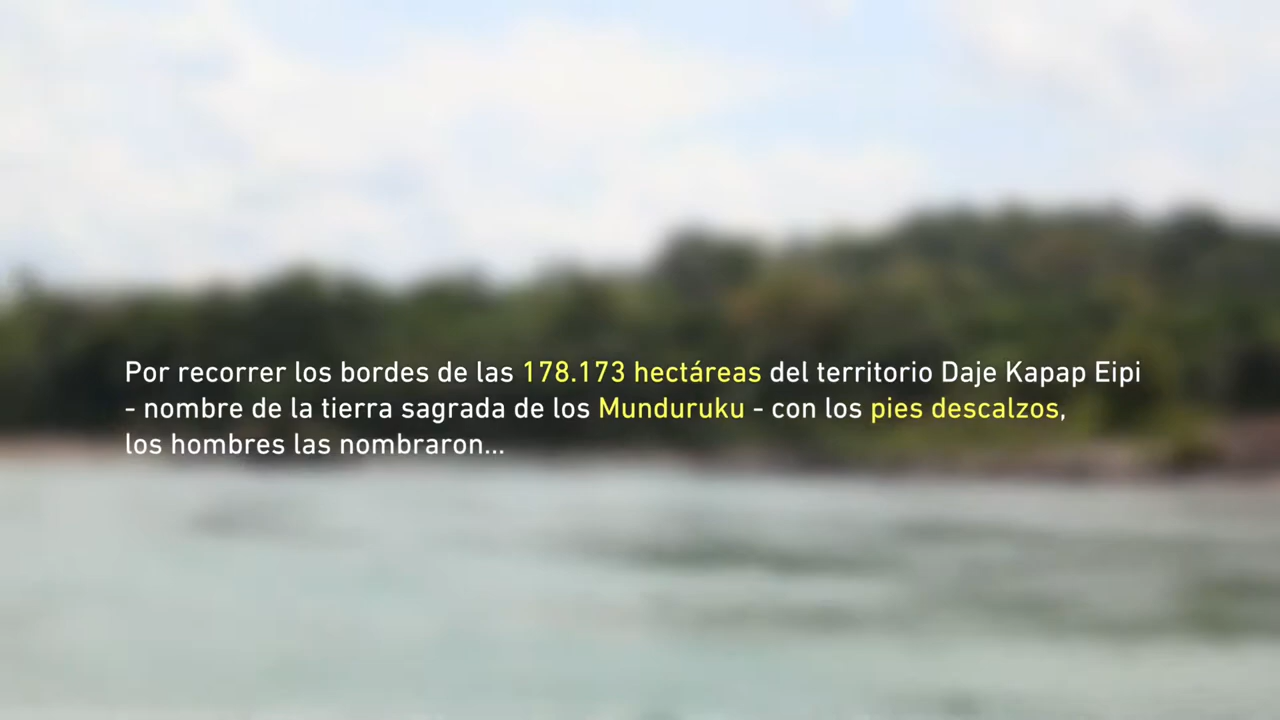 Por recorrer los bordes de las 178.173 hectáreas del territorio Daje Kapap Eipi
- nombre de la tierra sagrada de los Munduruku - con los pies descalzos,
los hombres las nombraron...